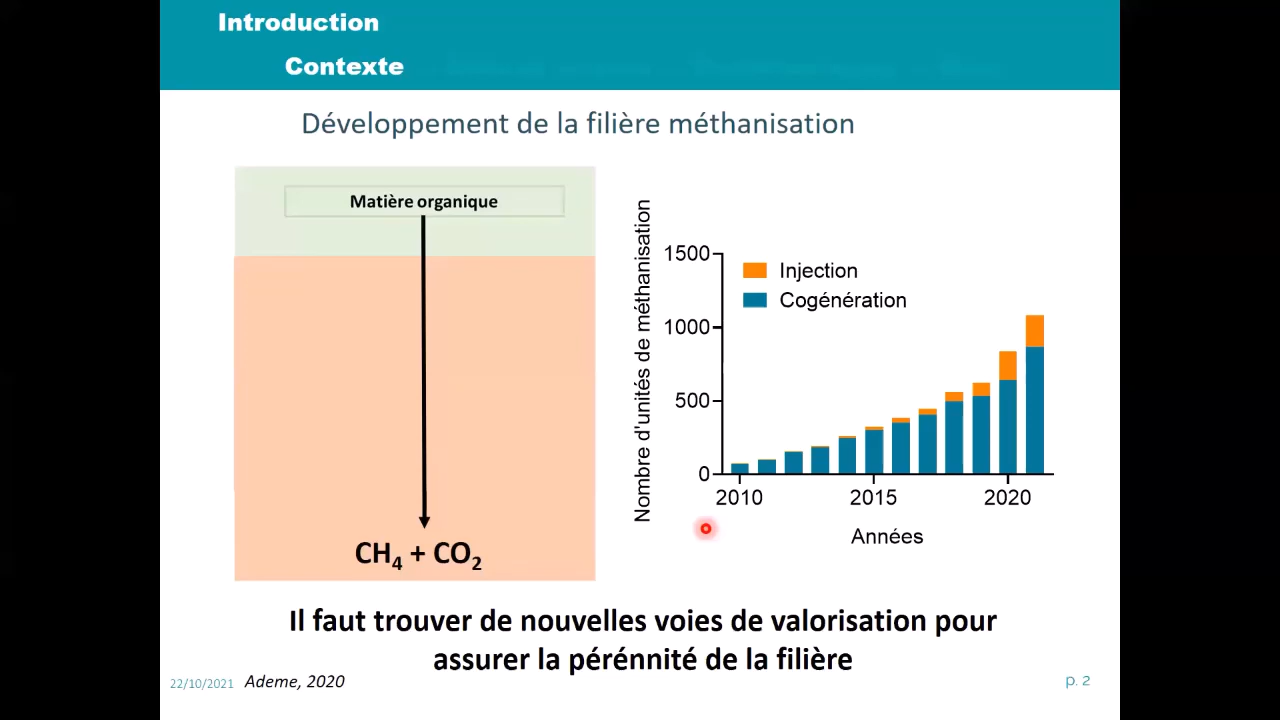 Introduction
Contexte
Développement de la filière méthanisation
Matière organique
CH₄ + CO₂
Nombre d'unités de méthanisation
1500
1000
500
0
Injection
Cogénération
2010
2015
2020
Années
Il faut trouver de nouvelles voies de valorisation pour
assurer la pérénnité de la filière
22/10/2021 Ademe, 2020
p. 2